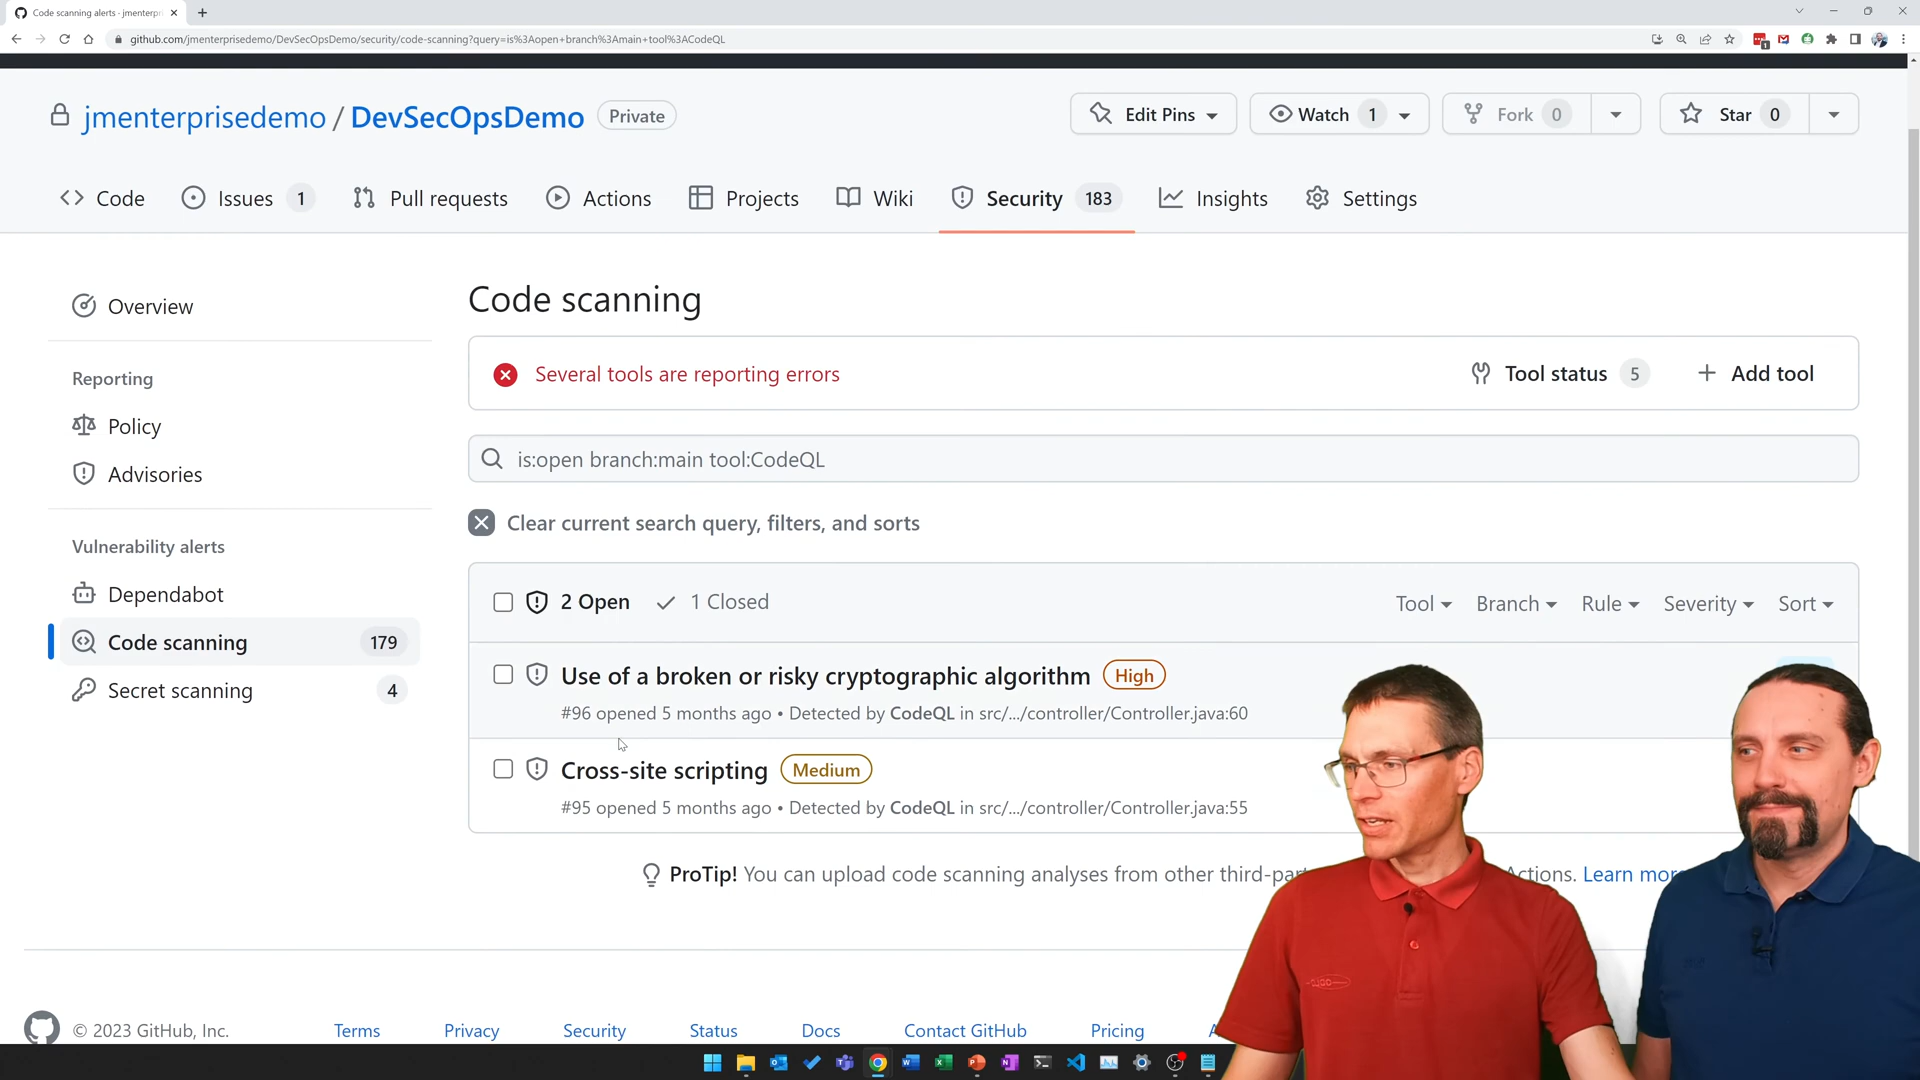 Code scanning alerts · jmenterpri
github.com/jmenterprisedemo/DevSecOpsDemo/security/code-scanning?query=is%3Aopen+branch%3Amain+tool%3ACodeQL
jmenterprisedemo / DevSecOpsDemo Private
Edit Pins Watch 1 Fork 0 Star 0
Code Issues 1 Pull requests Actions Projects Wiki Security 183 Insights Settings
Overview
Reporting
Policy
Advisories
Vulnerability alerts
Dependabot
Code scanning 179
Secret scanning 4
Code scanning
Several tools are reporting errors Tool status 5 Add tool
is:open branch:main tool:CodeQL
Clear current search query, filters, and sorts
2 Open 1 Closed Tool Branch Rule Severity Sort
Use of a broken or risky cryptographic algorithm High
#96 opened 5 months ago • Detected by CodeQL in src/.../controller/Controller.java:60
Cross-site scripting Medium
#95 opened 5 months ago • Detected by CodeQL in src/.../controller/Controller.java:55
ProTip! You can upload code scanning analyses from other third-part Actions. Learn mor
© 2023 GitHub, Inc. Terms Privacy Security Status Docs Contact GitHub Pricing